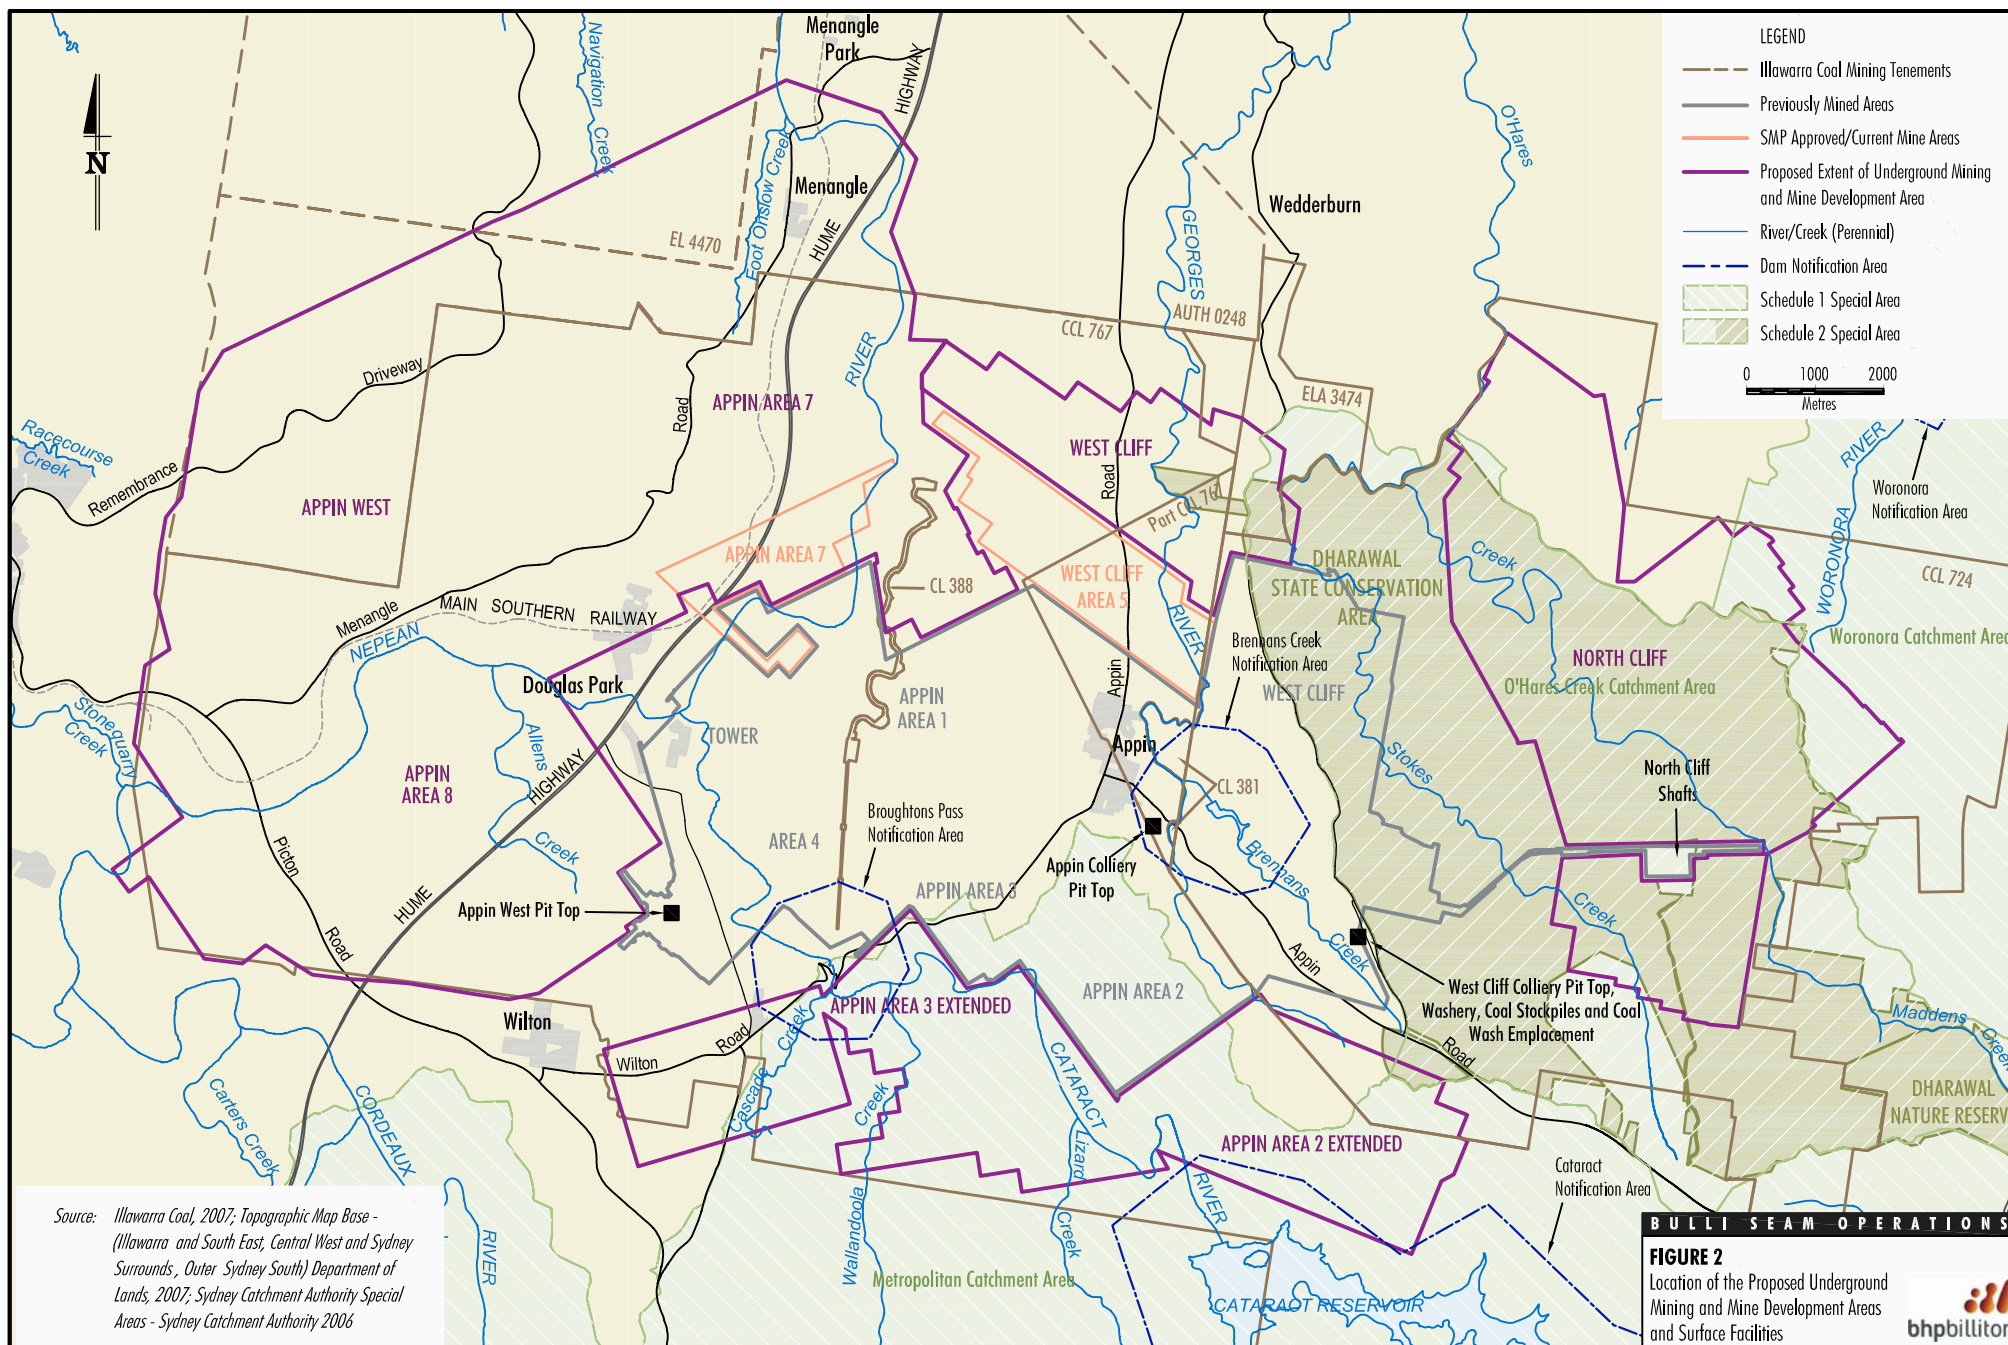 Menangle
Park
Navigation
Creek
HIGHWAY
Foot Onslow Creek
Menangle
HUME
EL 4470
O'Hares
Wedderburn
GEORGES
AUTH 0248
CCL 767
RIVER
Driveway
Road
APPIN AREA 7
ELA 3474
Racecourse
Creek
Remembrance
APPIN WEST
WEST CLIFF
Road
Part CCL 767
RIVER
WORONORA
Woronora
Notification Area
Creek
CCL 724
APPIN AREA 7
CL 388
WEST CLIFF
AREA 5
DHARAWAL
STATE CONSERVATION
AREA
MAIN SOUTHERN RAILWAY
Menangle
NEPEAN
RIVER
Brennans Creek
Notification Area
WEST CLIFF
Woronora Catchment Area
NORTH CLIFF
O'Hares Creek Catchment Area
Douglas Park
Stonequarry
Creek
Allens
APPIN
AREA 1
Appin
TOWER
Appin
Stokes
North Cliff
Shafts
APPIN
AREA 8
HIGHWAY
CL 381
Broughtons Pass
Notification Area
AREA 4
Picton
Creek
Brennans
Appin Colliery
Pit Top
APPIN AREA 3
HUME
Appin West Pit Top
Road
Creek
Creek
Appin
APPIN AREA 2
West Cliff Colliery Pit Top,
Washery, Coal Stockpiles and Coal
Wash Emplacement
APPIN AREA 3 EXTENDED
Wilton
Creek
Road
Wilton
Road
Maddens Creek
Cascade
Creek
CATARACT
Carters Creek
CORDEAUX
Lizard
APPIN AREA 2 EXTENDED
DHARAWAL
NATURE RESERV
Cataract
Notification Area
RIVER
Wallandoola
Creek
RIVER
Metropolitan Catchment Area
CATARACT RESERVOIR
N
LEGEND
Illawarra Coal Mining Tenements
Previously Mined Areas
SMP Approved/Current Mine Areas
Proposed Extent of Underground Mining
and Mine Development Area
River/Creek (Perennial)
Dam Notification Area
Schedule 1 Special Area
Schedule 2 Special Area
0 1000 2000
Metres
Source: Illawarra Coal, 2007; Topographic Map Base -
(Illawarra and South East, Central West and Sydney
Surrounds, Outer Sydney South) Department of
Lands, 2007; Sydney Catchment Authority Special
Areas - Sydney Catchment Authority 2006
BULLI SEAM OPERATIONS
FIGURE 2
Location of the Proposed Underground
Mining and Mine Development Areas
and Surface Facilities
bhpbilliton